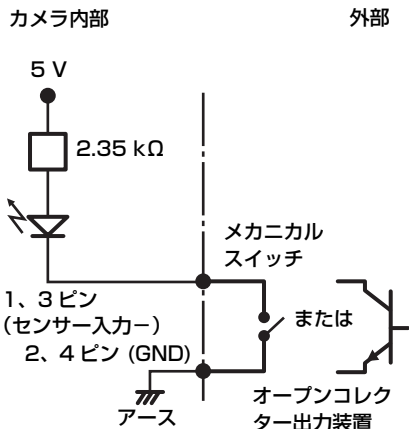 カメラ内部
外部
5 V
2.35 kΩ
メカニカル
スイッチ
1、3 ピン
(センサー入力−)
または
2、4 ピン (GND)
アース
オープンコレク
ター出力装置